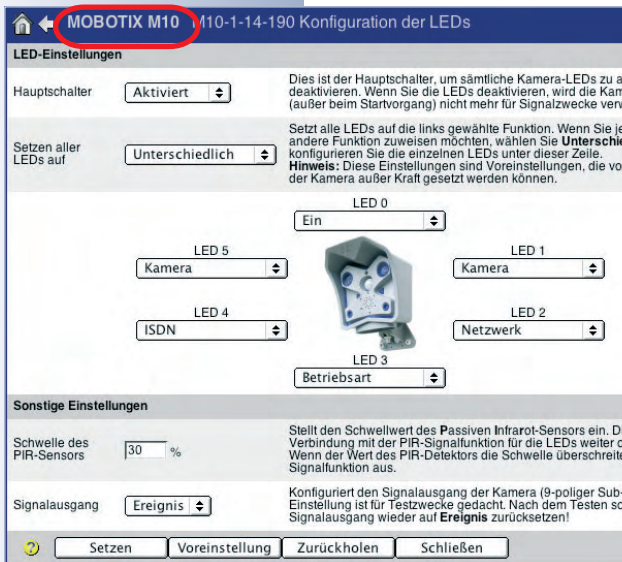 MOBOTIX M10 M10-1-14-190 Konfiguration der LEDs
LED-Einstellungen
Hauptschalter
Aktiviert
Dies ist der Hauptschalter, um sämtliche Kamera-LEDs zu a
deaktivieren. Wenn Sie die LEDs deaktivieren, wird die Kam
(außer beim Startvorgang) nicht mehr für Signalzwecke verw
Setzen aller
LEDs auf
Unterschiedlich
Setzt alle LEDs auf die links gewählte Funktion. Wenn Sie je
andere Funktion zuweisen möchten, wählen Sie Unterschie
konfigurieren Sie die einzelnen LEDs unter dieser Zeile.
Hinweis: Diese Einstellungen sind Voreinstellungen, die vo
der Kamera außer Kraft gesetzt werden können.
LED 0
Ein
LED 5
Kamera
LED 1
Kamera
LED 4
ISDN
LED 2
Netzwerk
LED 3
Betriebsart
Sonstige Einstellungen
Schwelle des
PIR-Sensors
30 %
Stellt den Schwellwert des Passiven Infrarot-Sensors ein. D
Verbindung mit der PIR-Signalfunktion für die LEDs weiter
Wenn der Wert des PIR-Detektors die Schwelle überschreite
Signalfunktion aus.
Signalausgang
Ereignis
Konfiguriert den Signalausgang der Kamera (9-poliger Sub-
Einstellung ist für Testzwecke gedacht. Nach dem Testen so
Signalausgang wieder auf Ereignis zurücksetzen!
? Setzen Voreinstellung Zurückholen Schließen